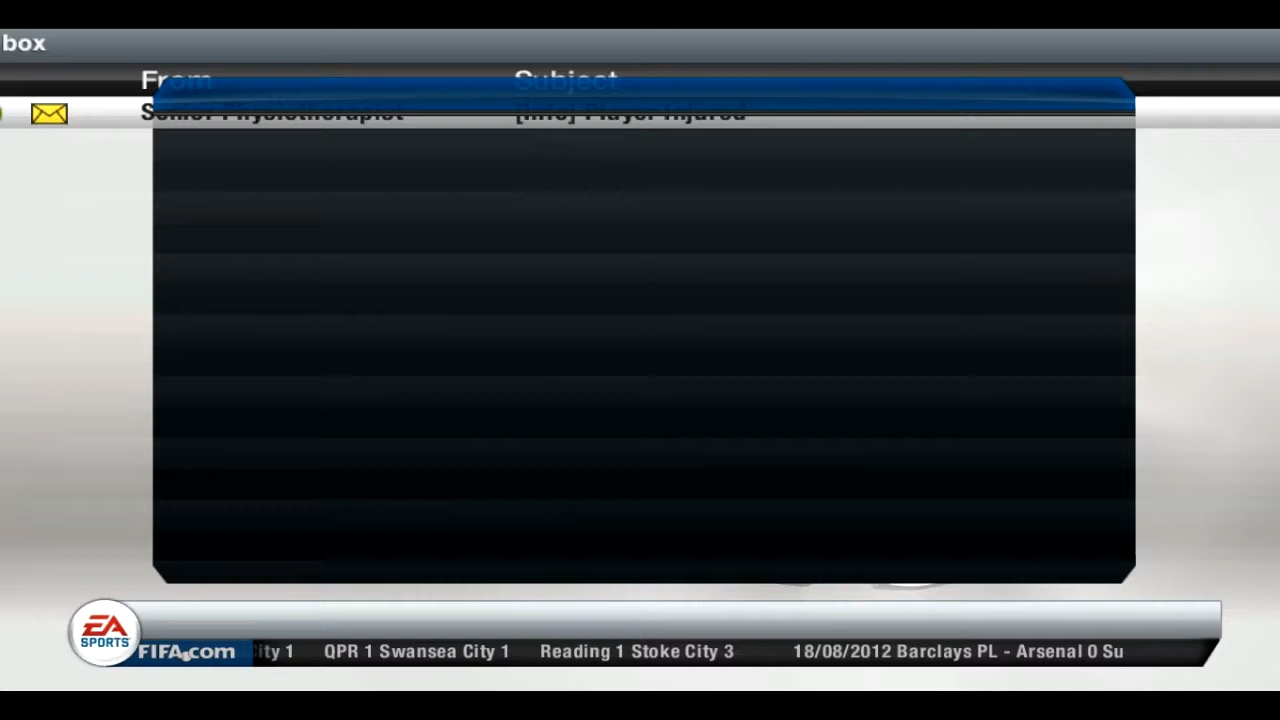 box
From Subject
Senior Physiotherapist [Info] Player Injured
EA
SPORTS
FIFA.com ity 1 QPR 1 Swansea City 1 Reading 1 Stoke City 3 18/08/2012 Barclays PL - Arsenal 0 Su